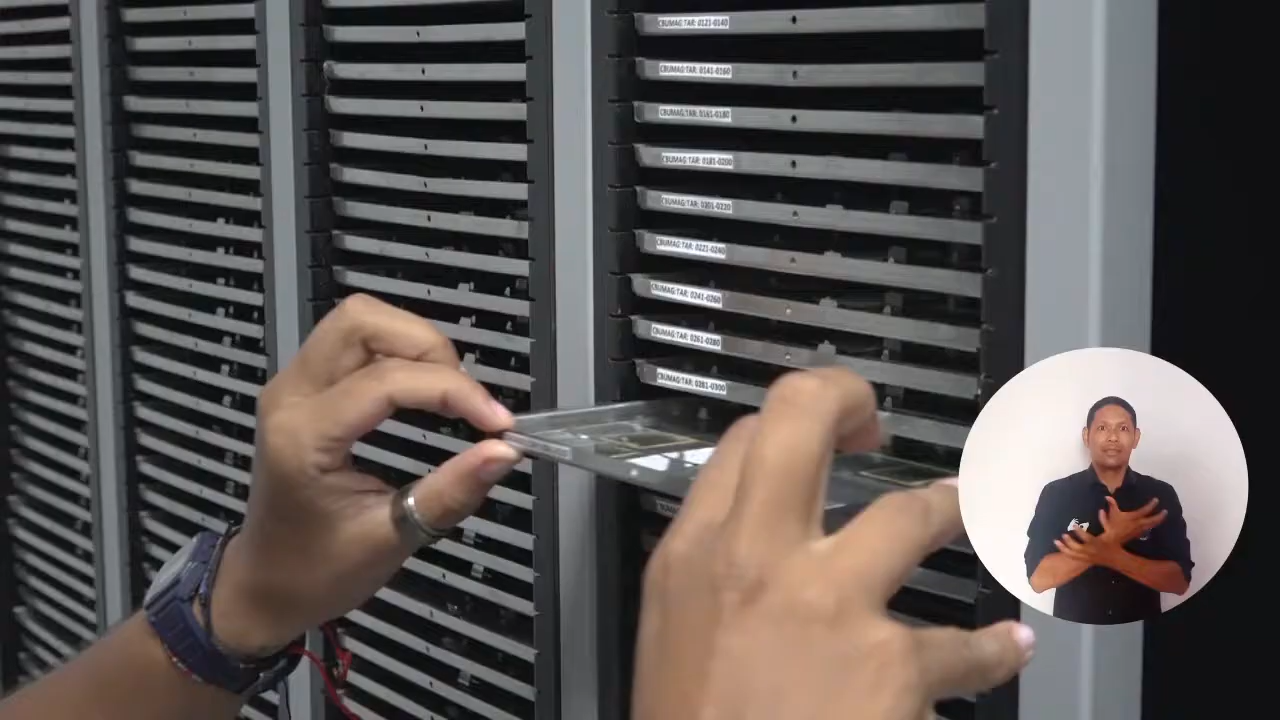 CBUMAG:TAR: 0121-0140
CBUMAG:TAR: 0141-0160
CBUMAG:TAR: 0161-0180
CBUMAG:TAR: 0181-0200
CBUMAG:TAR: 0201-0220
CBUMAG:TAR: 0221-0240
CBUMAG:TAR: 0241-0260
CBUMAG:TAR: 0261-0280
CBUMAG:TAR: 0281-0300